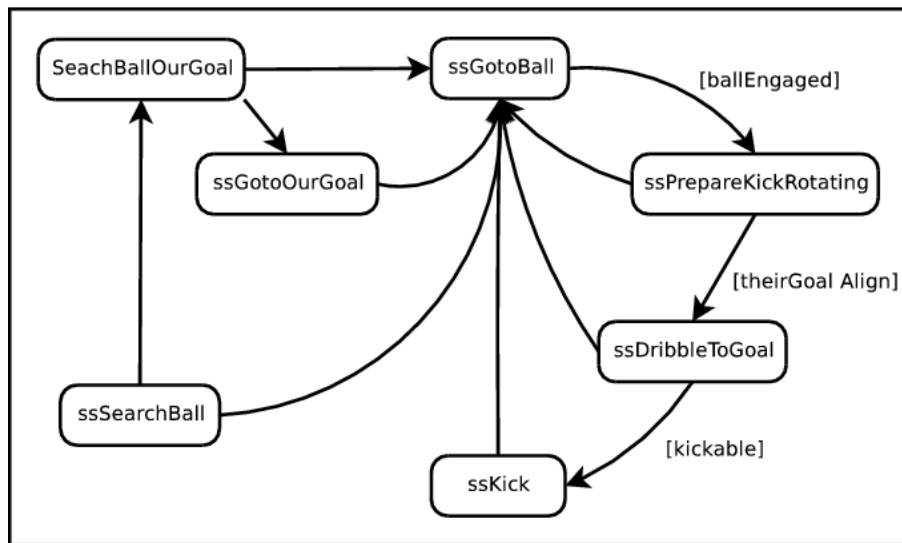 SeachBallOurGoal
ssGotoBall
[ballEngaged]
ssGotoOurGoal
ssPrepareKickRotating
[theirGoal Align]
ssDribbleToGoal
ssSearchBall
[kickable]
ssKick